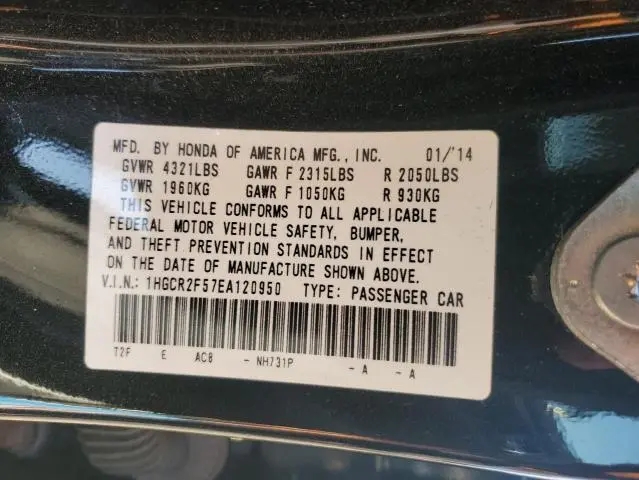 MFD. BY HONDA OF AMERICA MFG., INC. 01/'14
GVWR 4321LBS GAWR F 2315LBS R 2050LBS
GVWR 1960KG GAWR F 1050KG R 930KG
THIS VEHICLE CONFORMS TO ALL APPLICABLE
FEDERAL MOTOR VEHICLE SAFETY, BUMPER,
AND THEFT PREVENTION STANDARDS IN EFFECT
ON THE DATE OF MANUFACTURE SHOWN ABOVE.
V.I.N.: 1HGCR2F57EA120950 TYPE: PASSENGER CAR
T2F E AC8 - NH731P - A - A